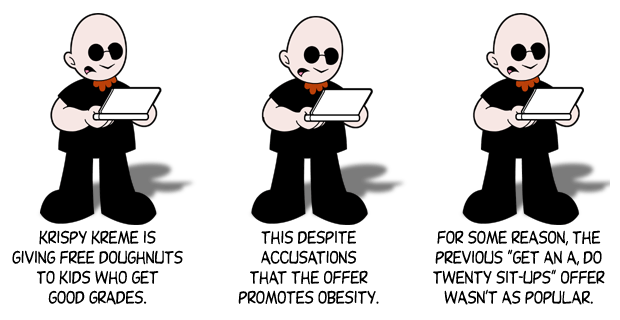 KRISPY KREME IS
GIVING FREE DOUGHNUTS
TO KIDS WHO GET
GOOD GRADES.
THIS DESPITE
ACCUSATIONS
THAT THE OFFER
PROMOTES OBESITY.
FOR SOME REASON, THE
PREVIOUS "GET AN A, DO
TWENTY SIT-UPS" OFFER
WASN'T AS POPULAR.